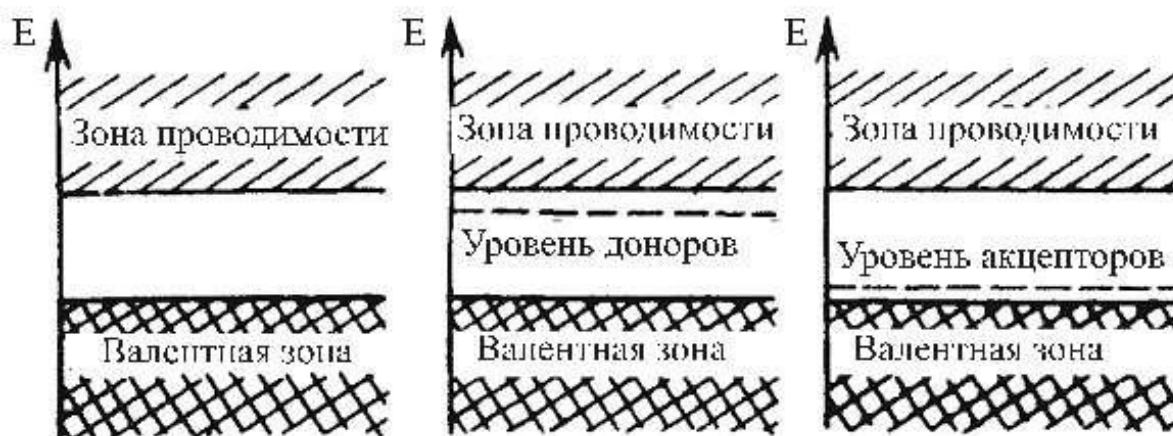 E
Зона проводимости
Валентная зона
E
Зона проводимости
Уровень доноров
Валентная зона
E
Зона проводимости
Уровень акцепторов
Валентная зона